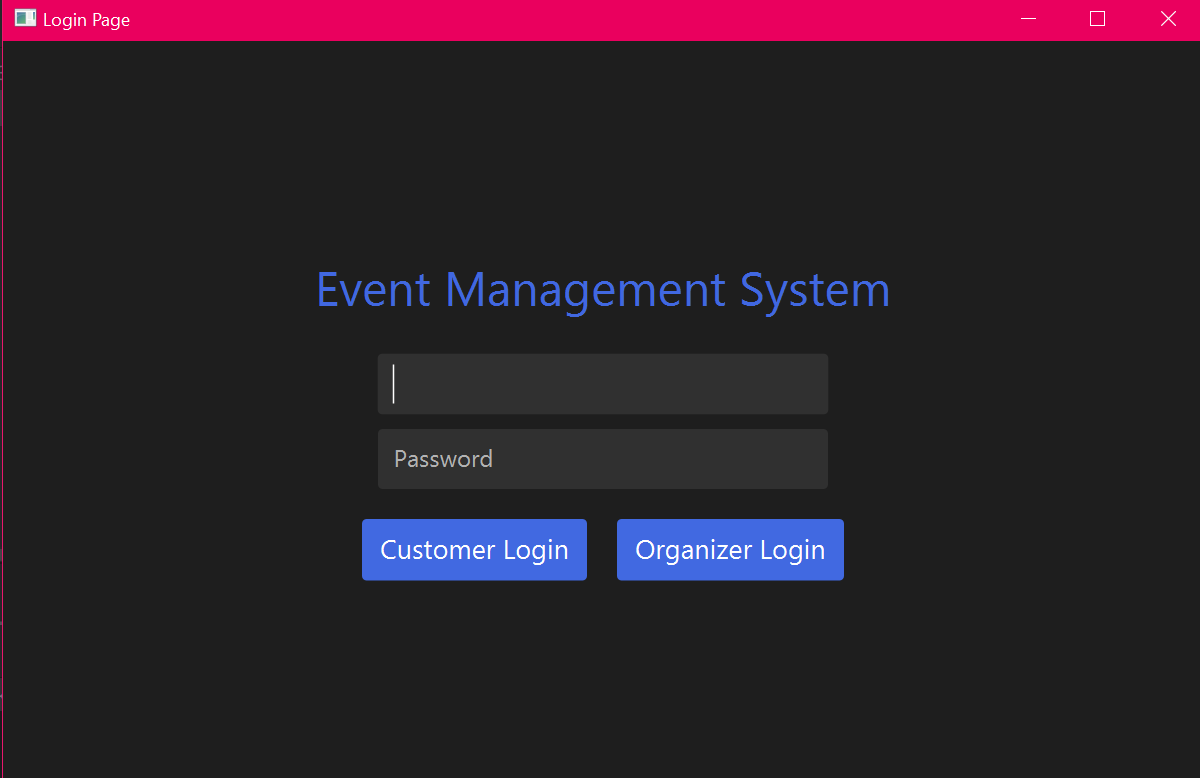 Login Page
Event Management System
Password
Customer Login
Organizer Login